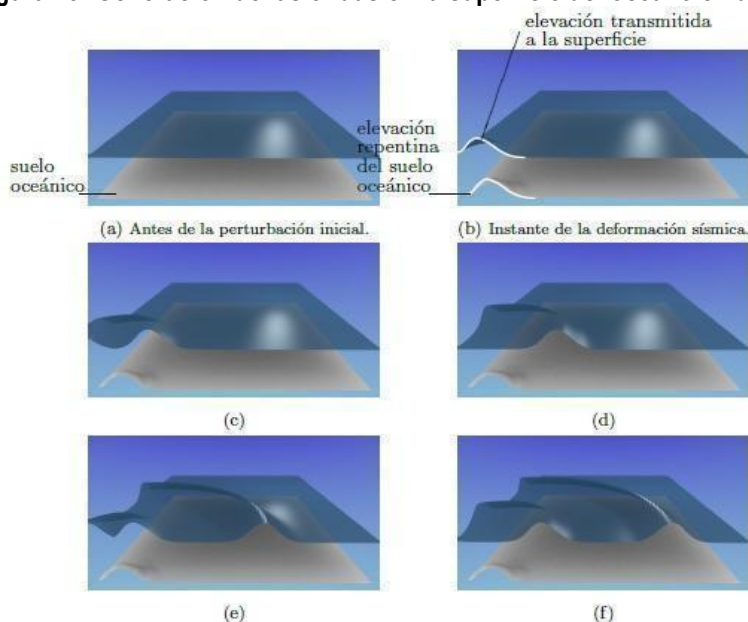 elevación transmitida
a la superficie
elevación
repentina
del suelo
oceánico
suelo
oceánico
(a) Antes de la perturbación inicial.
(b) Instante de la deformación sísmica.
(c)
(d)
(e)
(f)